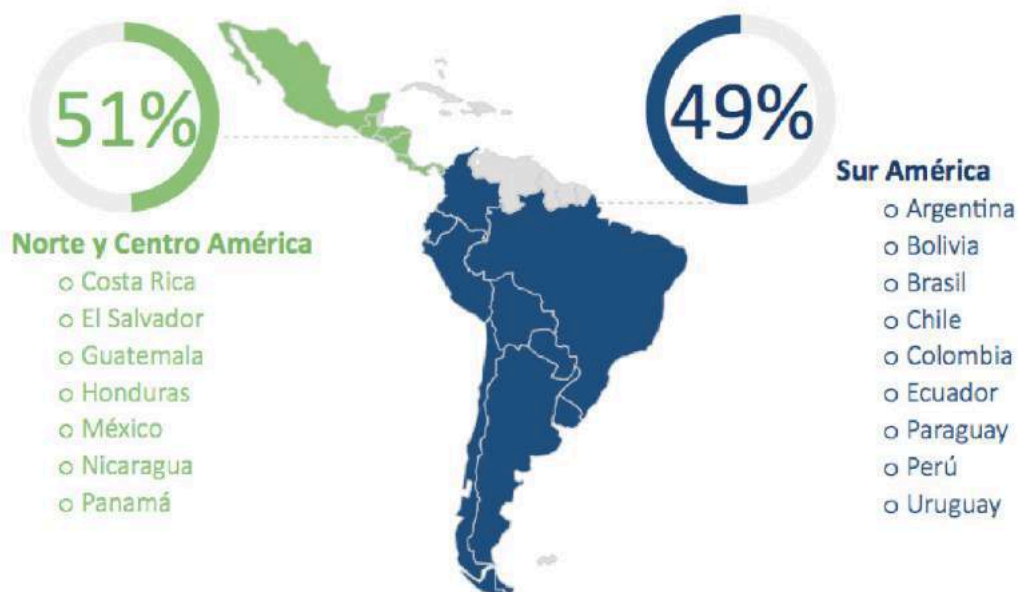 51%
Norte y Centro América
o Costa Rica
o El Salvador
o Guatemala
o Honduras
o México
o Nicaragua
o Panamá
49%
Sur América
o Argentina
o Bolivia
o Brasil
o Chile
o Colombia
o Ecuador
o Paraguay
o Perú
o Uruguay